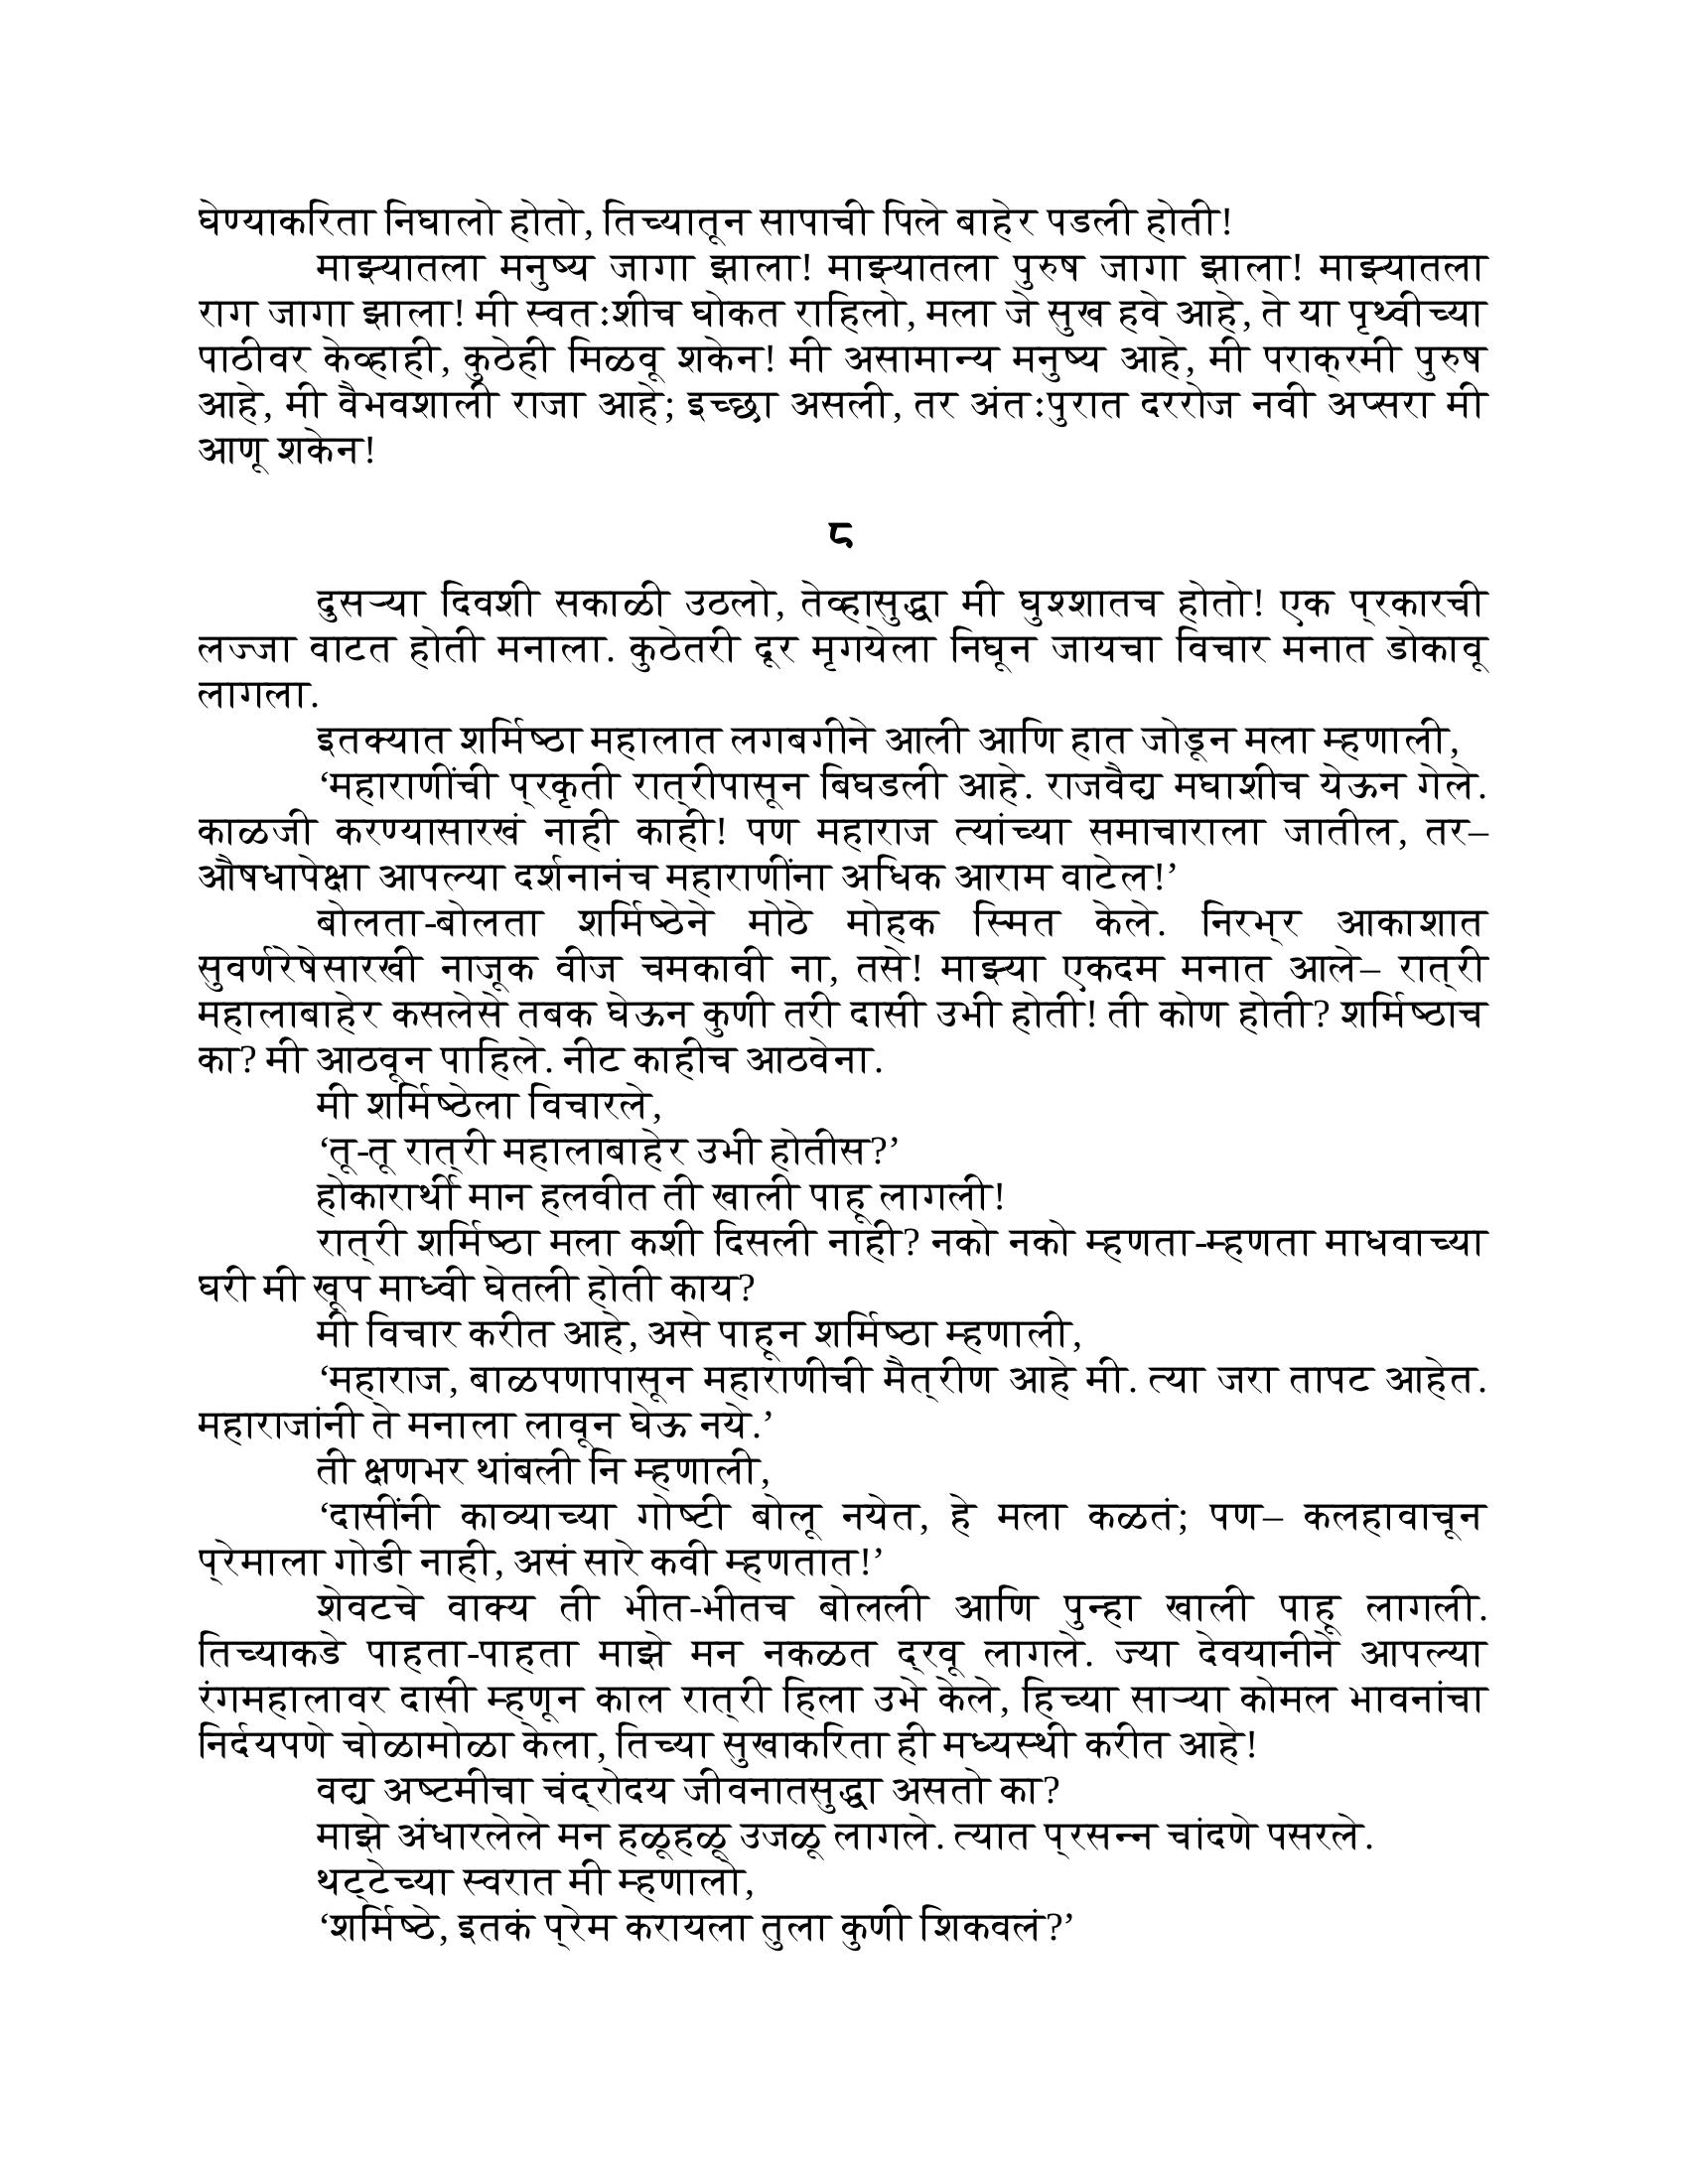 घेण्याकरिता निघालो होतो, तिच्यातून सापाची पिले बाहेर पडली होती!
माझ्यातला मनुष्य जागा झाला! माझ्यातला पुरुष जागा झाला! माझ्यातला
राग जागा झाला! मी स्वतःशीच घोकत राहिलो, मला जे सुख हवे आहे, ते या पृथ्वीच्या
पाठीवर केव्हाही, कुठेही मिळवू शकेन! मी असामान्य मनुष्य आहे, मी पराक्रमी पुरुष
आहे, मी वैभवशाली राजा आहे; इच्छा असली, तर अंतःपुरात दररोज नवी अप्सरा मी
आणू शकेन!
८
दुसऱ्या दिवशी सकाळी उठलो, तेव्हासुद्धा मी घुश्शातच होतो! एक प्रकारची
लज्जा वाटत होती मनाला. कुठेतरी दूर मृगयेला निघून जायचा विचार मनात डोकावू
लागला.
इतक्यात शर्मिष्ठा महालात लगबगीने आली आणि हात जोडून मला म्हणाली,
‘महाराणींची प्रकृती रात्रीपासून बिघडली आहे. राजवैद्य मघाशीच येऊन गेले.
काळजी करण्यासारखं नाही काही! पण महाराज त्यांच्या समाचाराला जातील, तर–
औषधापेक्षा आपल्या दर्शनानंच महाराणींना अधिक आराम वाटेल!’
बोलता-बोलता शर्मिष्ठेने मोठे मोहक स्मित केले. निरभ्र आकाशात
सुवर्णरेषेसारखी नाजूक वीज चमकावी ना, तसे! माझ्या एकदम मनात आले– रात्री
महालाबाहेर कसलेसे तबक घेऊन कुणी तरी दासी उभी होती! ती कोण होती? शर्मिष्ठाच
का? मी आठवून पाहिले. नीट काहीच आठवेना.
मी शर्मिष्ठेला विचारले,
‘तू-तू रात्री महालाबाहेर उभी होतीस?’
होकारार्थी मान हलवीत ती खाली पाहू लागली!
रात्री शर्मिष्ठा मला कशी दिसली नाही? नको नको म्हणता-म्हणता माधवाच्या
घरी मी खूप माध्वी घेतली होती काय?
मी विचार करीत आहे, असे पाहून शर्मिष्ठा म्हणाली,
‘महाराज, बाळपणापासून महाराणीची मैत्रीण आहे मी. त्या जरा तापट आहेत.
महाराजांनी ते मनाला लावून घेऊ नये.’
ती क्षणभर थांबली नि म्हणाली,
‘दासींनी काव्याच्या गोष्टी बोलू नयेत, हे मला कळतं; पण– कलहावाचून
प्रेमाला गोडी नाही, असं सारे कवी म्हणतात!’
शेवटचे वाक्य ती भीत-भीतच बोलली आणि पुन्हा खाली पाहू लागली.
तिच्याकडे पाहता-पाहता माझे मन नकळत द्रवू लागले. ज्या देवयानीने आपल्या
रंगमहालावर दासी म्हणून काल रात्री हिला उभे केले, हिच्या साऱ्या कोमल भावनांचा
निर्दयपणे चोळामोळा केला, तिच्या सुखाकरिता ही मध्यस्थी करीत आहे!
वद्य अष्टमीचा चंद्रोदय जीवनातसुद्धा असतो का?
माझे अंधारलेले मन हळूहळू उजळू लागले. त्यात प्रसन्न चांदणे पसरले.
थट्टेच्या स्वरात मी म्हणालो,
‘शर्मिष्ठे, इतकं प्रेम करायला तुला कुणी शिकवलं?’